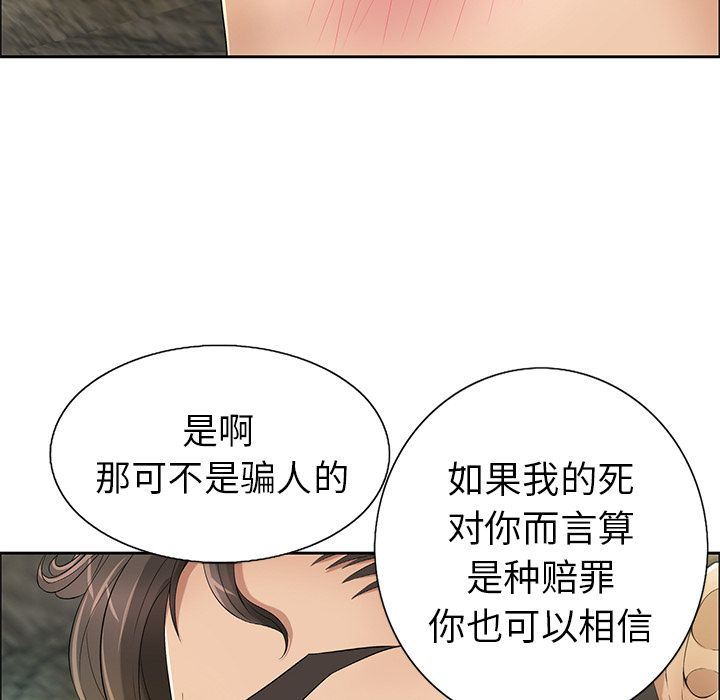 是啊
那可不是骗人的
如果我的死
对你而言算
是种赔罪
你也可以相信